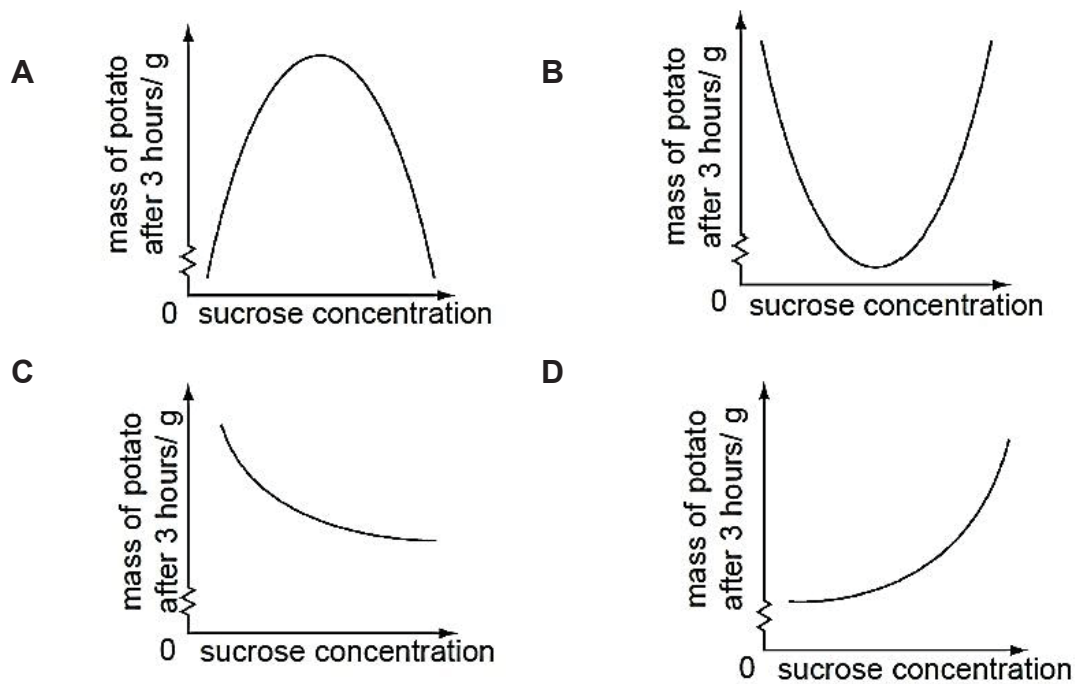 A
mass of potato
after 3 hours/ g
0
sucrose concentration
B
mass of potato
after 3 hours/ g
0
sucrose concentration
C
mass of potato
after 3 hours/ g
0
sucrose concentration
D
mass of potato
after 3 hours/ g
0
sucrose concentration